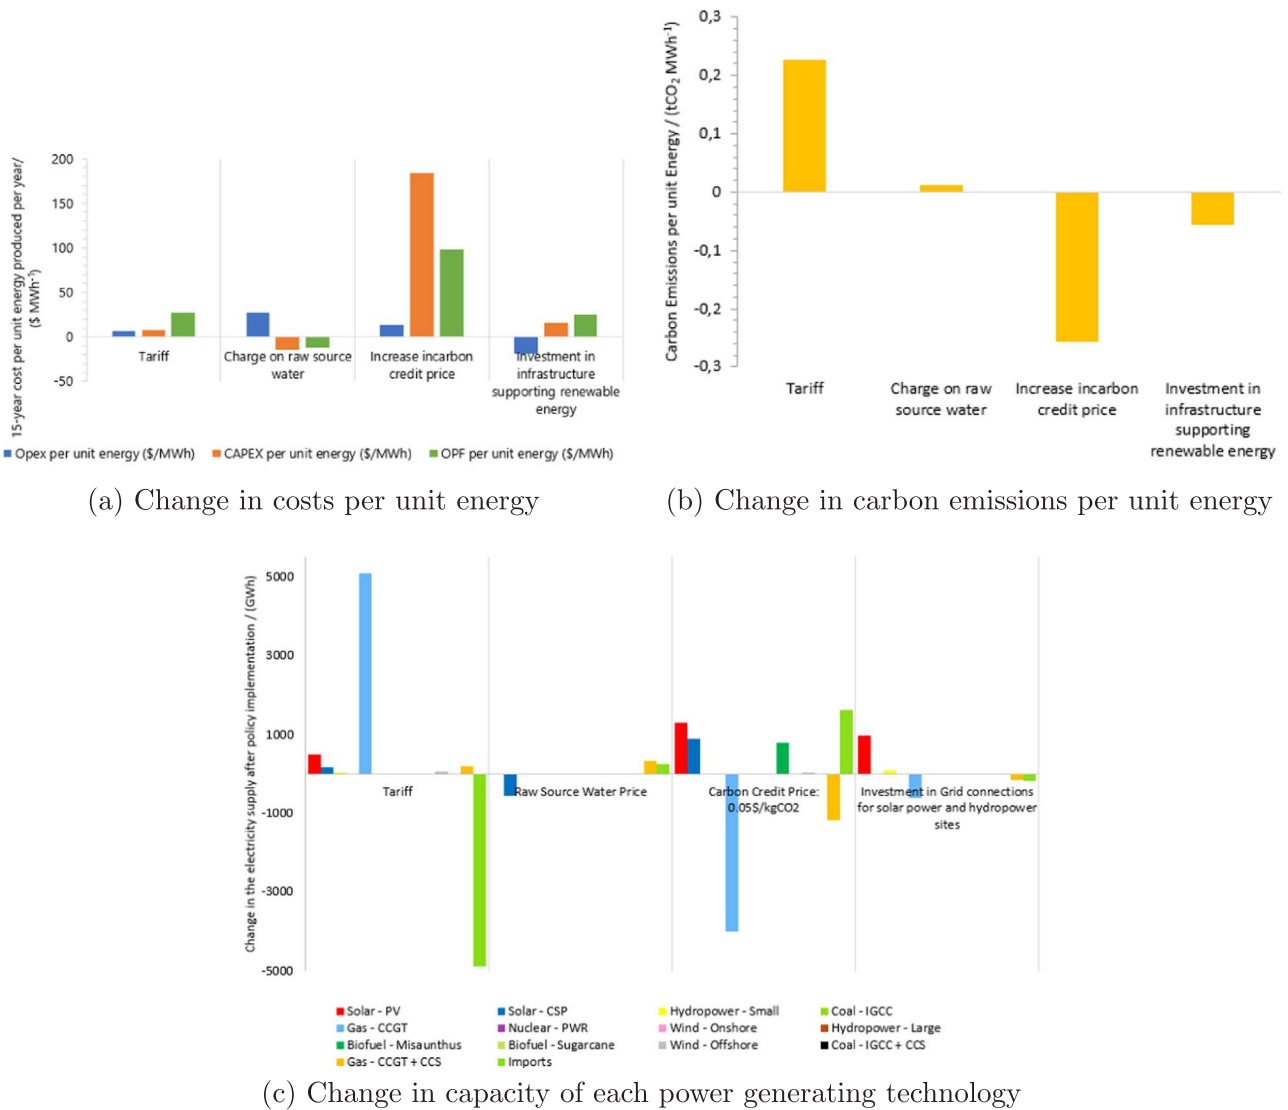 15-year cost per unit energy produced per year/
($ MWh⁻¹)
200
150
100
50
0
-50
Tariff
Charge on raw source
water
Increase incarbon
credit price
Investment in
infrastructure
supporting renewable
energy
Opex per unit energy ($/MWh) CAPEX per unit energy ($/MWh) OPF per unit energy ($/MWh)
(a) Change in costs per unit energy
Carbon Emissions per unit Energy / (tCO₂ MWh⁻¹)
0,3
0,2
0,1
0
-0,1
-0,2
-0,3
Tariff
Charge on raw
source water
Increase incarbon
credit price
Investment in
infrastructure
supporting
renewable energy
(b) Change in carbon emissions per unit energy
Change in the electricity supply after policy implementation / (GWh)
5000
3000
1000
-1000
-3000
-5000
Tariff
Raw Source Water Price
Carbon Credit Price:
0.05$/kgCO2
Investment in Grid connections
for solar power and hydropower
sites
Solar - PV Solar - CSP Hydropower - Small Coal - IGCC
Gas - CCGT Nuclear - PWR Wind - Onshore Hydropower - Large
Biofuel - Misaunthus Biofuel - Sugarcane Wind - Offshore Coal - IGCC + CCS
Gas - CCGT + CCS Imports
(c) Change in capacity of each power generating technology